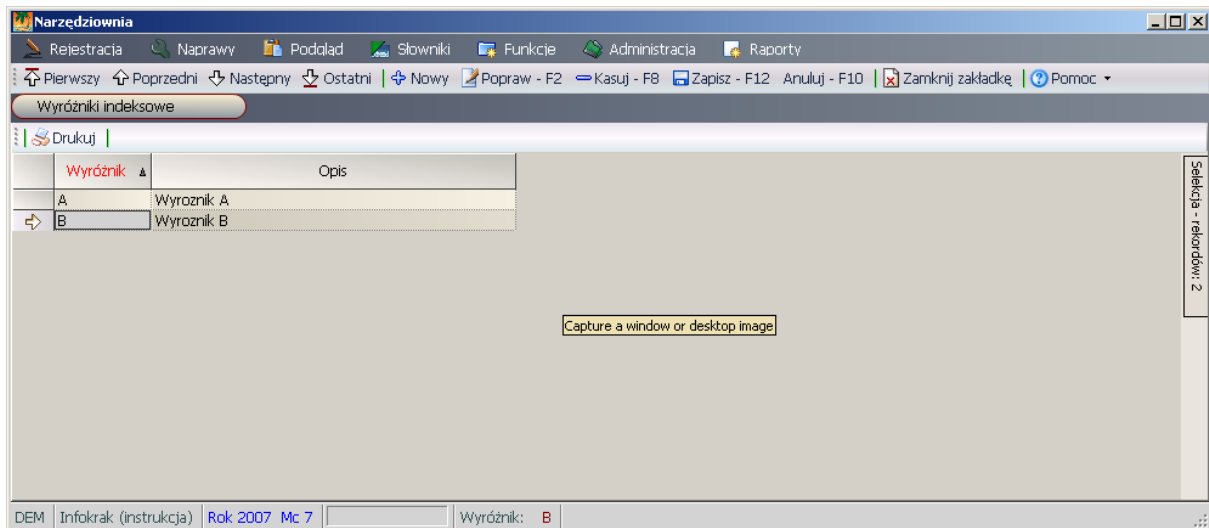 Narzędziownia
Rejestracja Naprawy Podgląd Słowniki Funkcje Administracja Raporty
Pierwszy Poprzedni Następny Ostatni Nowy Popraw - F2 Kasuj - F8 Zapisz - F12 Anuluj - F10 Zamknij zakładkę Pomoc
Wyróżniki indeksowe
Drukuj
Wyróżnik Opis
A Wyroznik A
B Wyroznik B
Selekcja - rekordów: 2
Capture a window or desktop image
DEM Infokrak (instrukcja) Rok 2007 Mc 7 Wyróżnik: B